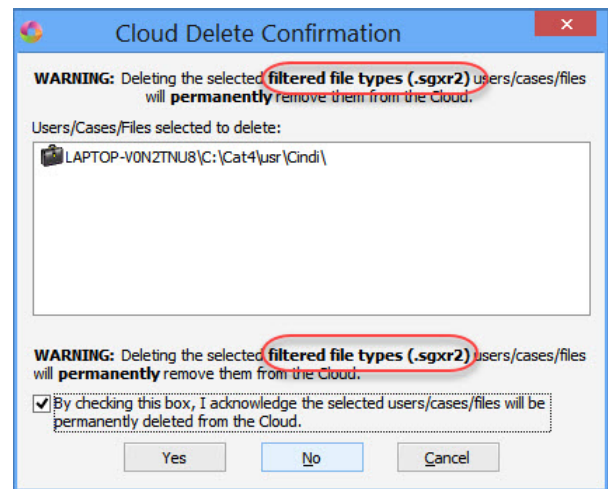 Cloud Delete Confirmation
WARNING: Deleting the selected filtered file types (.sgxr2) users/cases/files
will permanently remove them from the Cloud.
Users/Cases/Files selected to delete:
LAPTOP-V0N2TNU8\C:\Cat4\usr\Cindi\
WARNING: Deleting the selected filtered file types (.sgxr2) users/cases/files
will permanently remove them from the Cloud.
By checking this box, I acknowledge the selected users/cases/files will be
permanently deleted from the Cloud.
Yes No Cancel